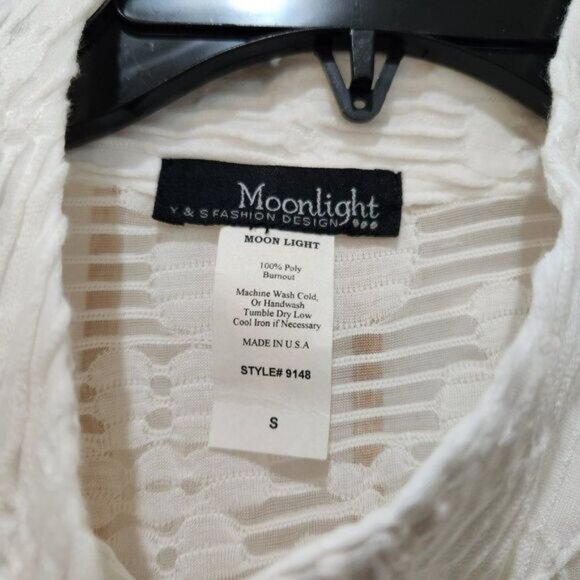 Moonlight
Y & S FASHION DESIGN
MOON LIGHT
100% Poly
Burnout
Machine Wash Cold,
Or Handwash
Tumble Dry Low
Cool Iron if Necessary
MADE IN U.S.A
STYLE# 9148
S